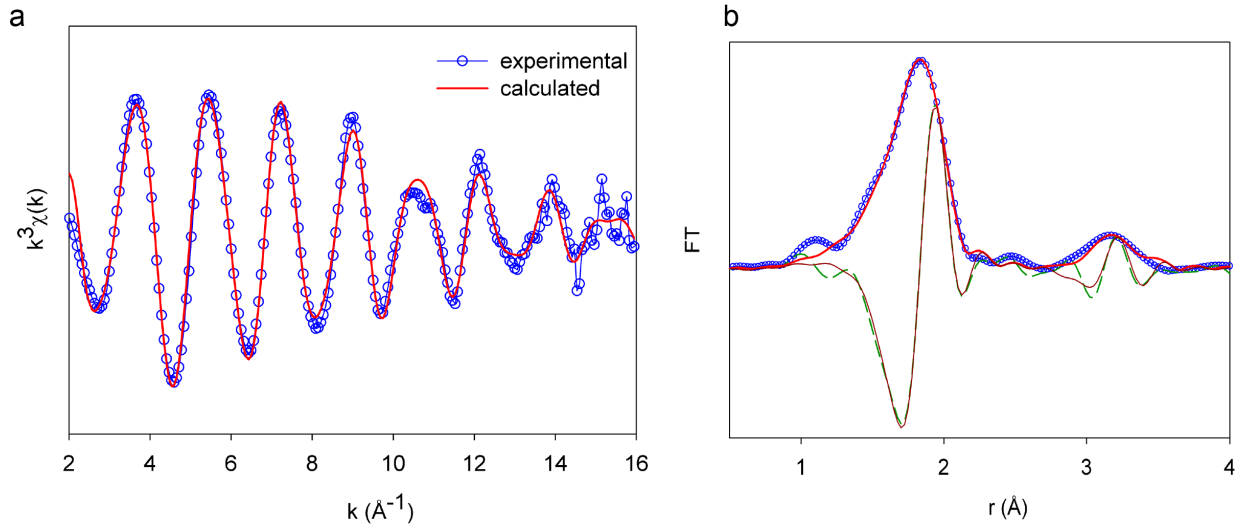 a
experimental
calculated
k³χ(k)
2 4 6 8 10 12 14 16
k (Å⁻¹)
b
FT
1 2 3 4
r (Å)